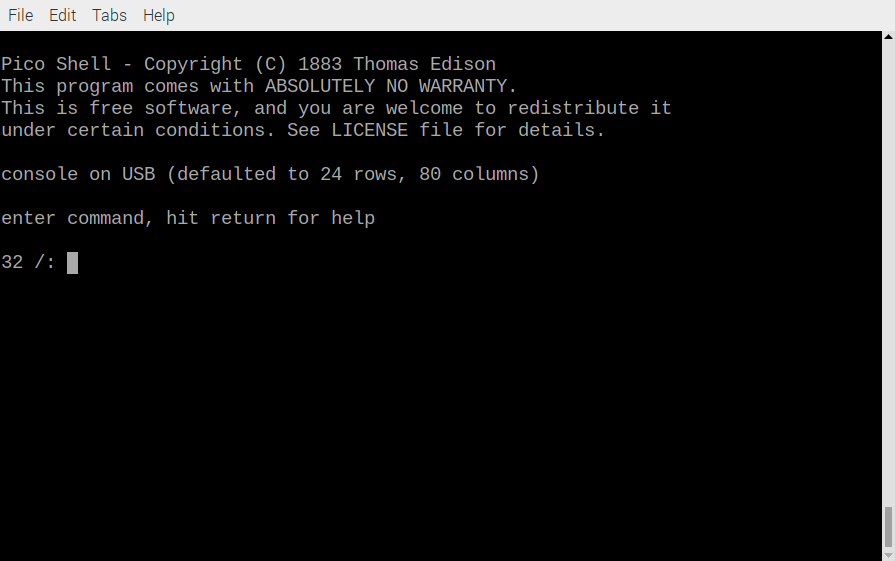 File Edit Tabs Help
Pico Shell - Copyright (C) 1883 Thomas Edison
This program comes with ABSOLUTELY NO WARRANTY.
This is free software, and you are welcome to redistribute it
under certain conditions. See LICENSE file for details.
console on USB (defaulted to 24 rows, 80 columns)
enter command, hit return for help
32 /: